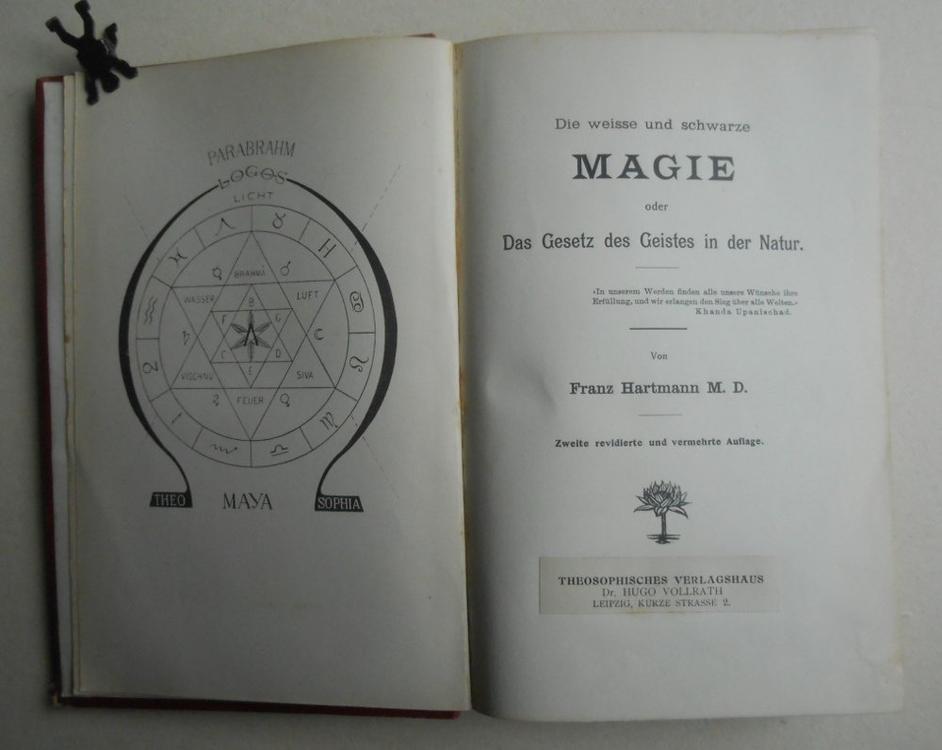 PARABRAHM
LOGOS
LICHT
BRAHMA
WASSER
LUFT
B
F
G
A
C
D
E
VISCHNU
SIVA
FEUER
THEO
MAYA
SOPHIA
Die weisse und schwarze
MAGIE
oder
Das Gesetz des Geistes in der Natur.
«In unserem Werden finden alle unsere Wünsche ihre
Erfüllung, und wir erlangen den Sieg über alle Welten.»
Khanda Upanischad.
Von
Franz Hartmann M. D.
Zweite revidierte und vermehrte Auflage.
THEOSOPHISCHES VERLAGSHAUS
Dr. HUGO VOLLRATH
LEIPZIG, KURZE STRASSE 2.